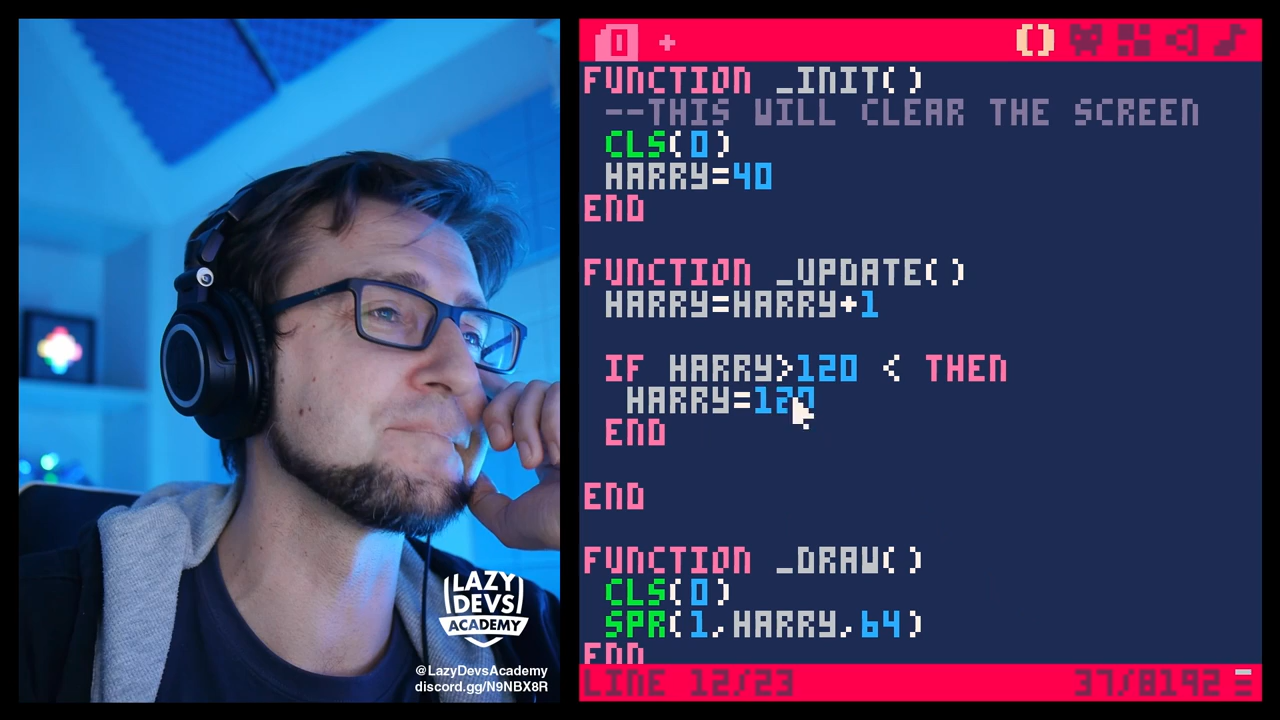 LAZY
DEVS
ACADEMY
@LazyDevsAcademy
discord.gg/N9NBX8R
0 +
FUNCTION _INIT()
--THIS WILL CLEAR THE SCREEN
CLS(0)
HARRY=40
END
FUNCTION _UPDATE()
HARRY=HARRY+1
IF HARRY>120 < THEN
HARRY=120
END
END
FUNCTION _DRAW()
CLS(0)
SPR(1,HARRY,64)
END
LINE 12/23 37/8192